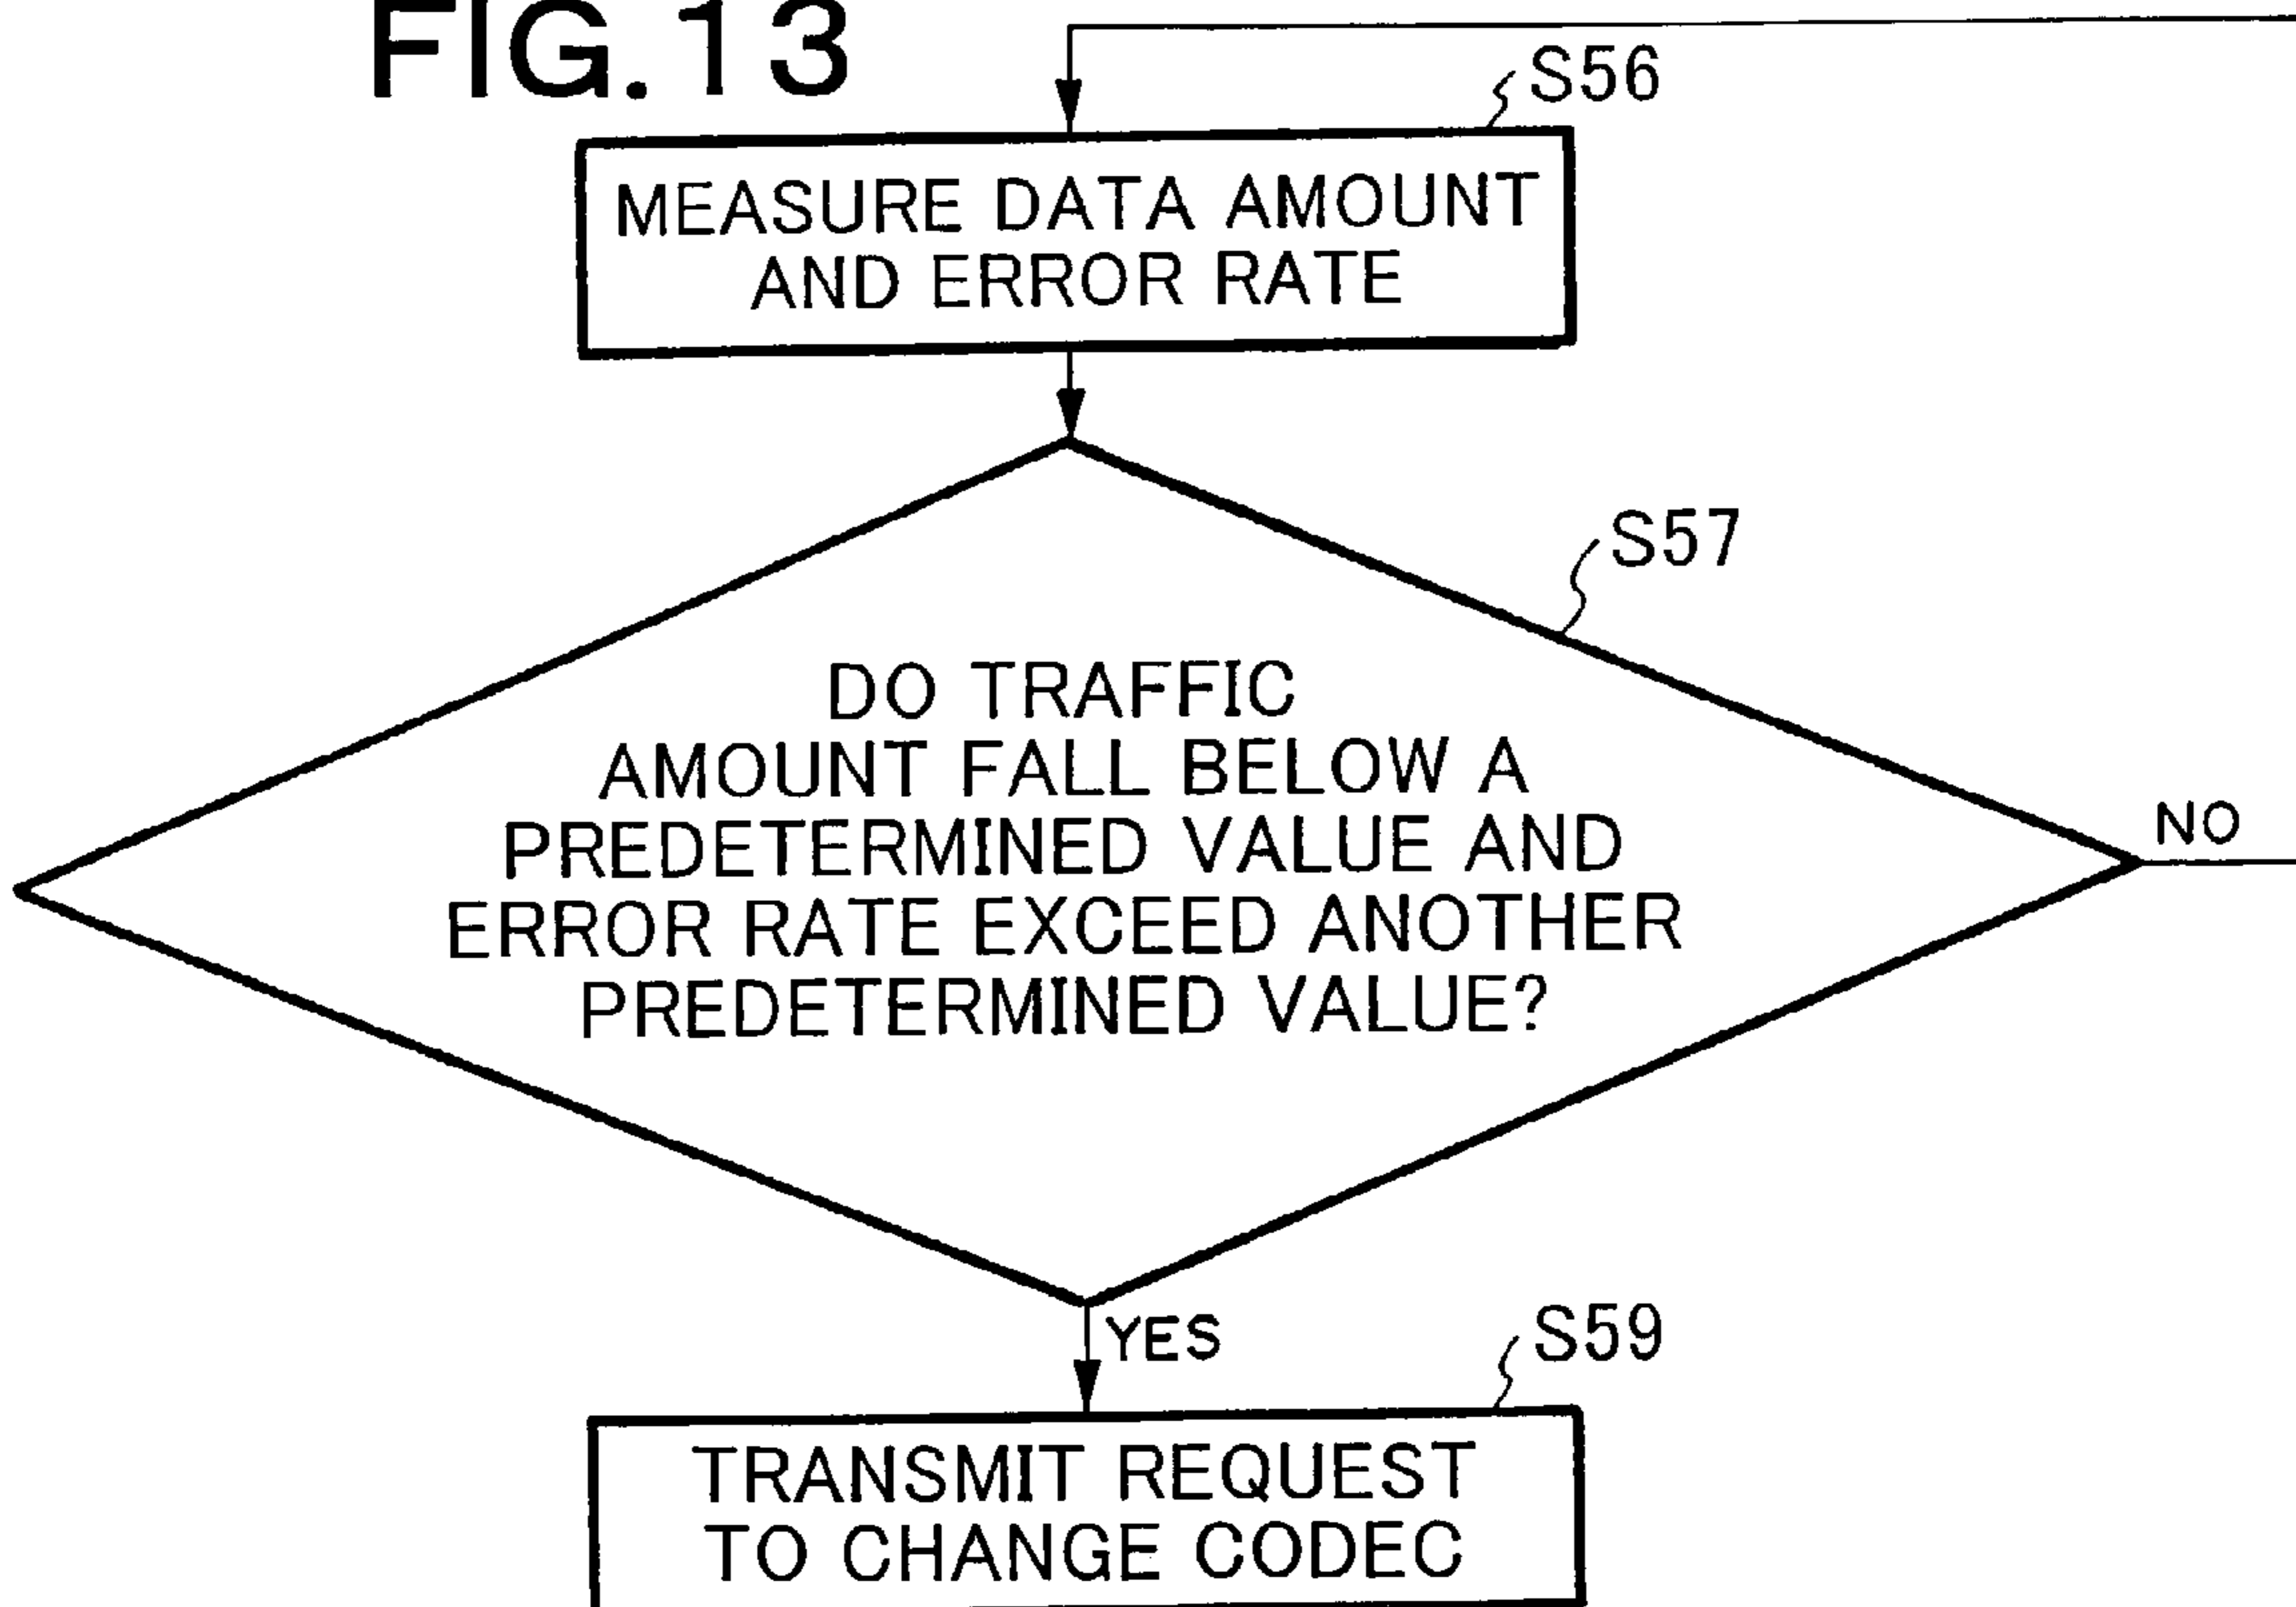 FIG.13
S56
MEASURE DATA AMOUNT
AND ERROR RATE
S57
DO TRAFFIC
AMOUNT FALL BELOW A
PREDETERMINED VALUE AND
ERROR RATE EXCEED ANOTHER
PREDETERMINED VALUE?
NO
YES
S59
TRANSMIT REQUEST
TO CHANGE CODEC